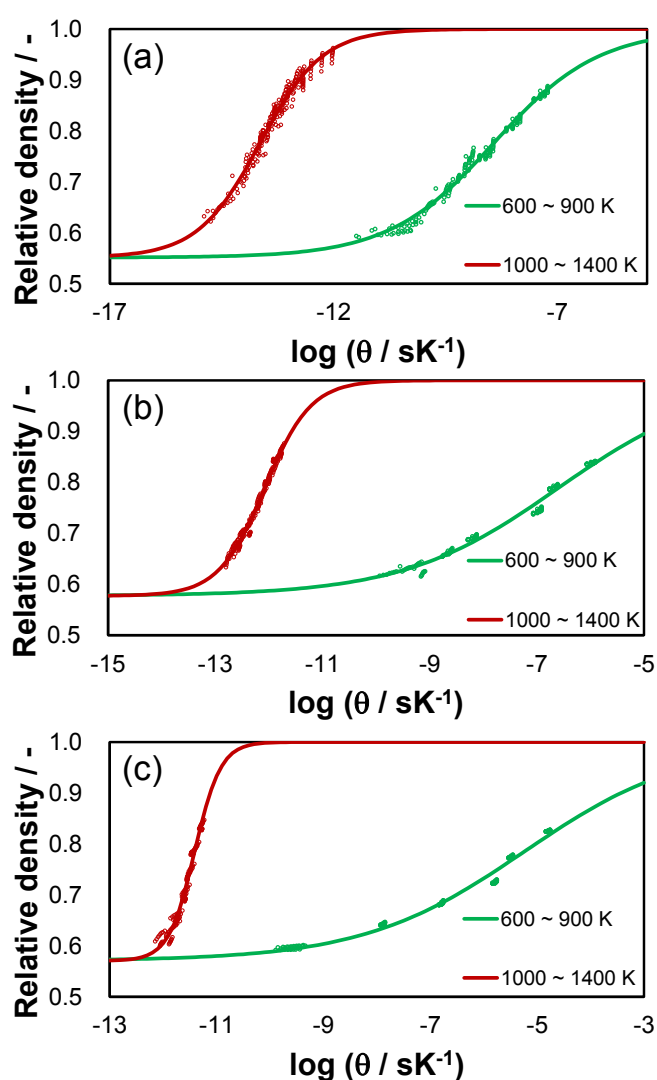 (a)
Relative density / -
1.0
0.9
0.8
0.7
0.6
0.5
600 ~ 900 K
1000 ~ 1400 K
-17
-12
-7
log (θ / sK⁻¹)
(b)
Relative density / -
1.0
0.9
0.8
0.7
0.6
0.5
600 ~ 900 K
1000 ~ 1400 K
-15
-13
-11
-9
-7
-5
log (θ / sK⁻¹)
(c)
Relative density / -
1.0
0.9
0.8
0.7
0.6
0.5
600 ~ 900 K
1000 ~ 1400 K
-13
-11
-9
-7
-5
-3
log (θ / sK⁻¹)